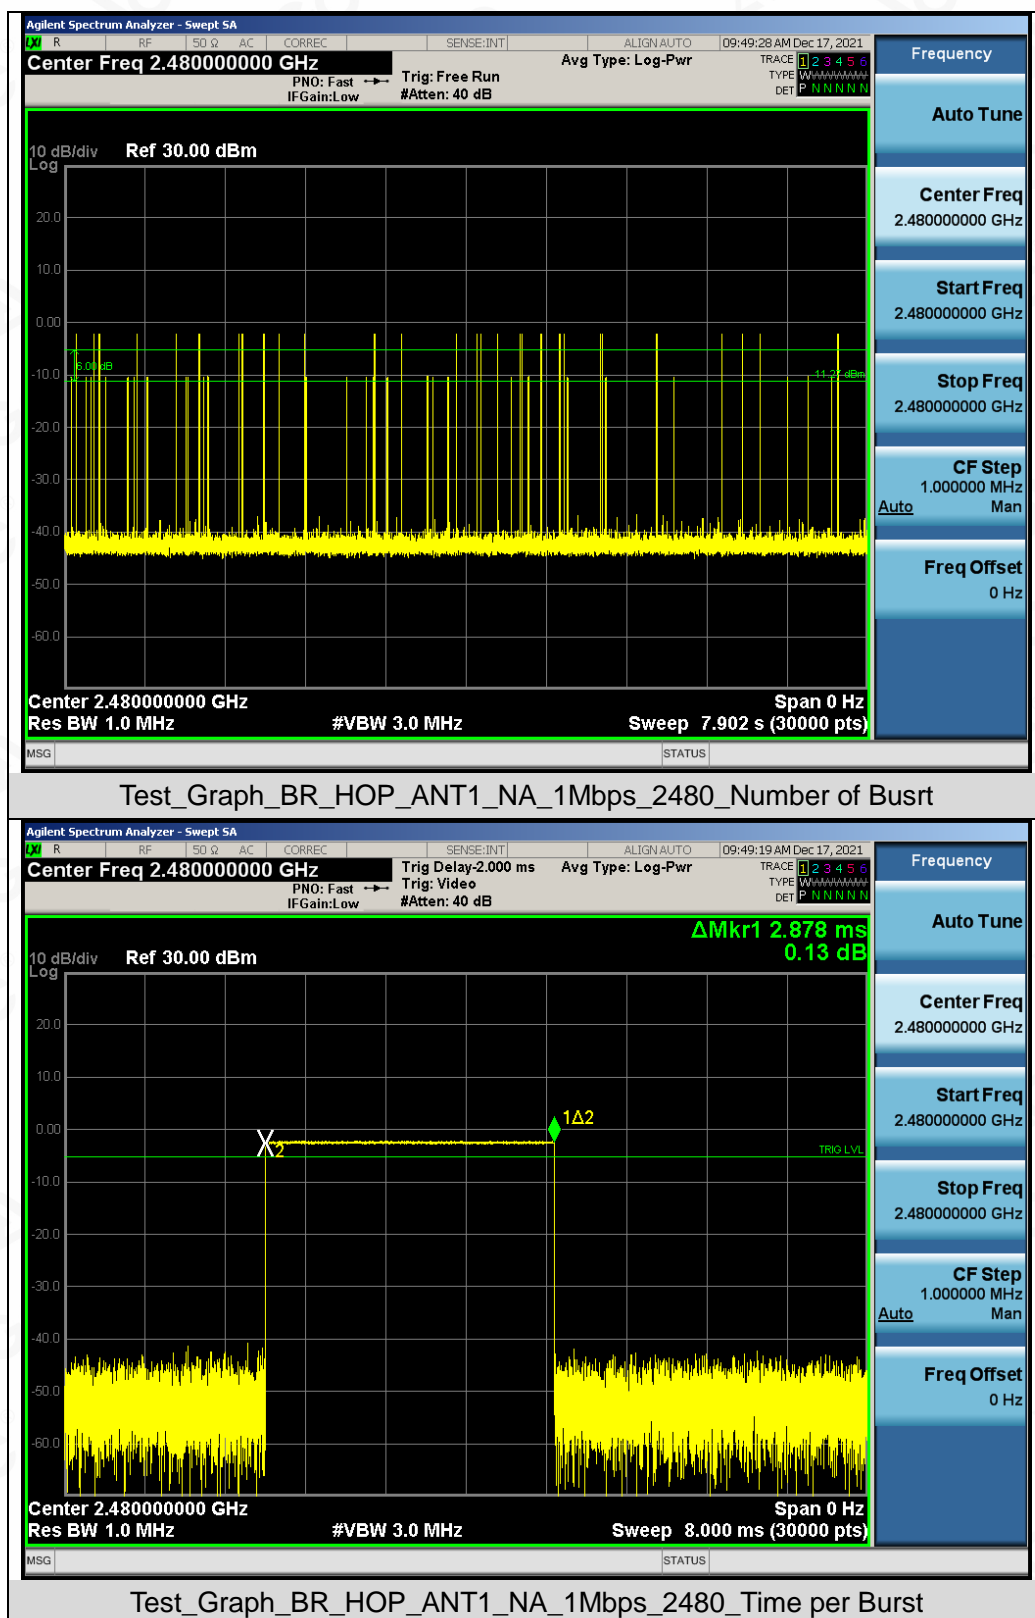 Agilent Spectrum Analyzer - Swept SA
LXI R RF 50 Ω AC CORREC SENSE:INT ALIGN AUTO 09:49:28 AM Dec 17, 2021
Center Freq 2.480000000 GHz
PNO: Fast
IFGain:Low
Trig: Free Run
#Atten: 40 dB
Avg Type: Log-Pwr
TRACE 1 2 3 4 5 6
TYPE
DET P N N N N N
Frequency
Auto Tune
Center Freq
2.480000000 GHz
Start Freq
2.480000000 GHz
Stop Freq
2.480000000 GHz
CF Step
1.000000 MHz
Auto Man
Freq Offset
0 Hz
10 dB/div Ref 30.00 dBm
Log
20.0
10.0
0.00
6.00 dB
-10.0
11.27 dBm
-20.0
-30.0
-40.0
-50.0
-60.0
Center 2.480000000 GHz Span 0 Hz
Res BW 1.0 MHz #VBW 3.0 MHz Sweep 7.902 s (30000 pts)
MSG STATUS
Test_Graph_BR_HOP_ANT1_NA_1Mbps_2480_Number of Busrt
Agilent Spectrum Analyzer - Swept SA
LXI R RF 50 Ω AC CORREC SENSE:INT ALIGN AUTO 09:49:19 AM Dec 17, 2021
Center Freq 2.480000000 GHz
PNO: Fast
IFGain:Low
Trig Delay-2.000 ms
Trig: Video
#Atten: 40 dB
Avg Type: Log-Pwr
TRACE 1 2 3 4 5 6
TYPE
DET P N N N N N
Frequency
Auto Tune
Center Freq
2.480000000 GHz
Start Freq
2.480000000 GHz
Stop Freq
2.480000000 GHz
CF Step
1.000000 MHz
Auto Man
Freq Offset
0 Hz
ΔMkr1 2.878 ms
0.13 dB
10 dB/div Ref 30.00 dBm
Log
20.0
10.0
0.00
1Δ2
2
TRIG LVL
-10.0
-20.0
-30.0
-40.0
-50.0
-60.0
Center 2.480000000 GHz Span 0 Hz
Res BW 1.0 MHz #VBW 3.0 MHz Sweep 8.000 ms (30000 pts)
MSG STATUS
Test_Graph_BR_HOP_ANT1_NA_1Mbps_2480_Time per Burst